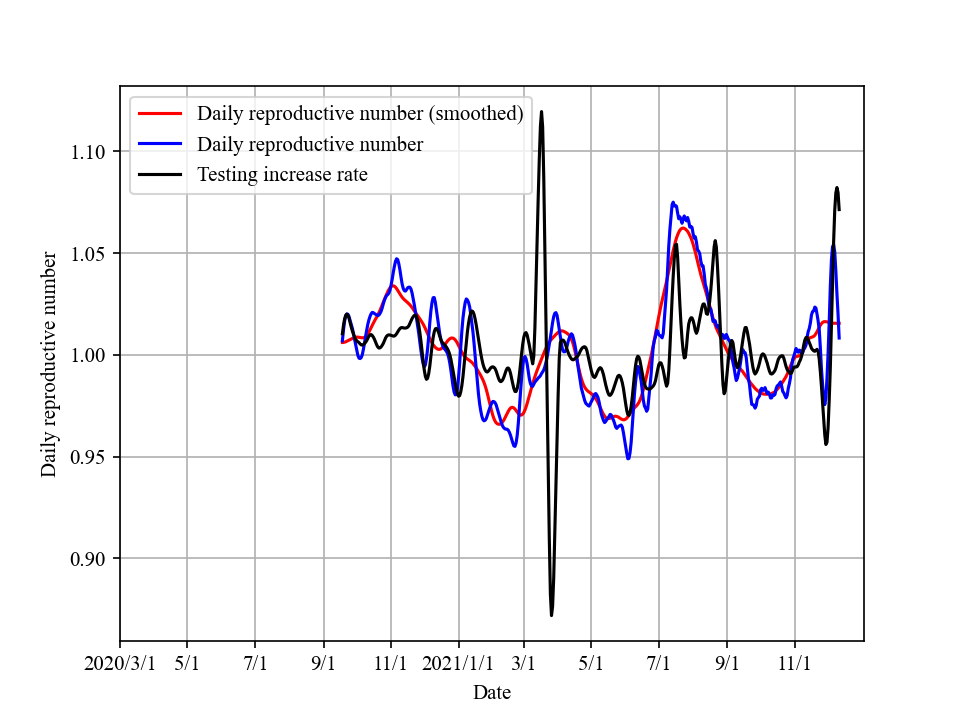 Daily reproductive number (smoothed)
Daily reproductive number
Testing increase rate
1.10
1.05
1.00
0.95
0.90
Daily reproductive number
2020/3/1 5/1 7/1 9/1 11/1 2021/1/1 3/1 5/1 7/1 9/1 11/1
Date